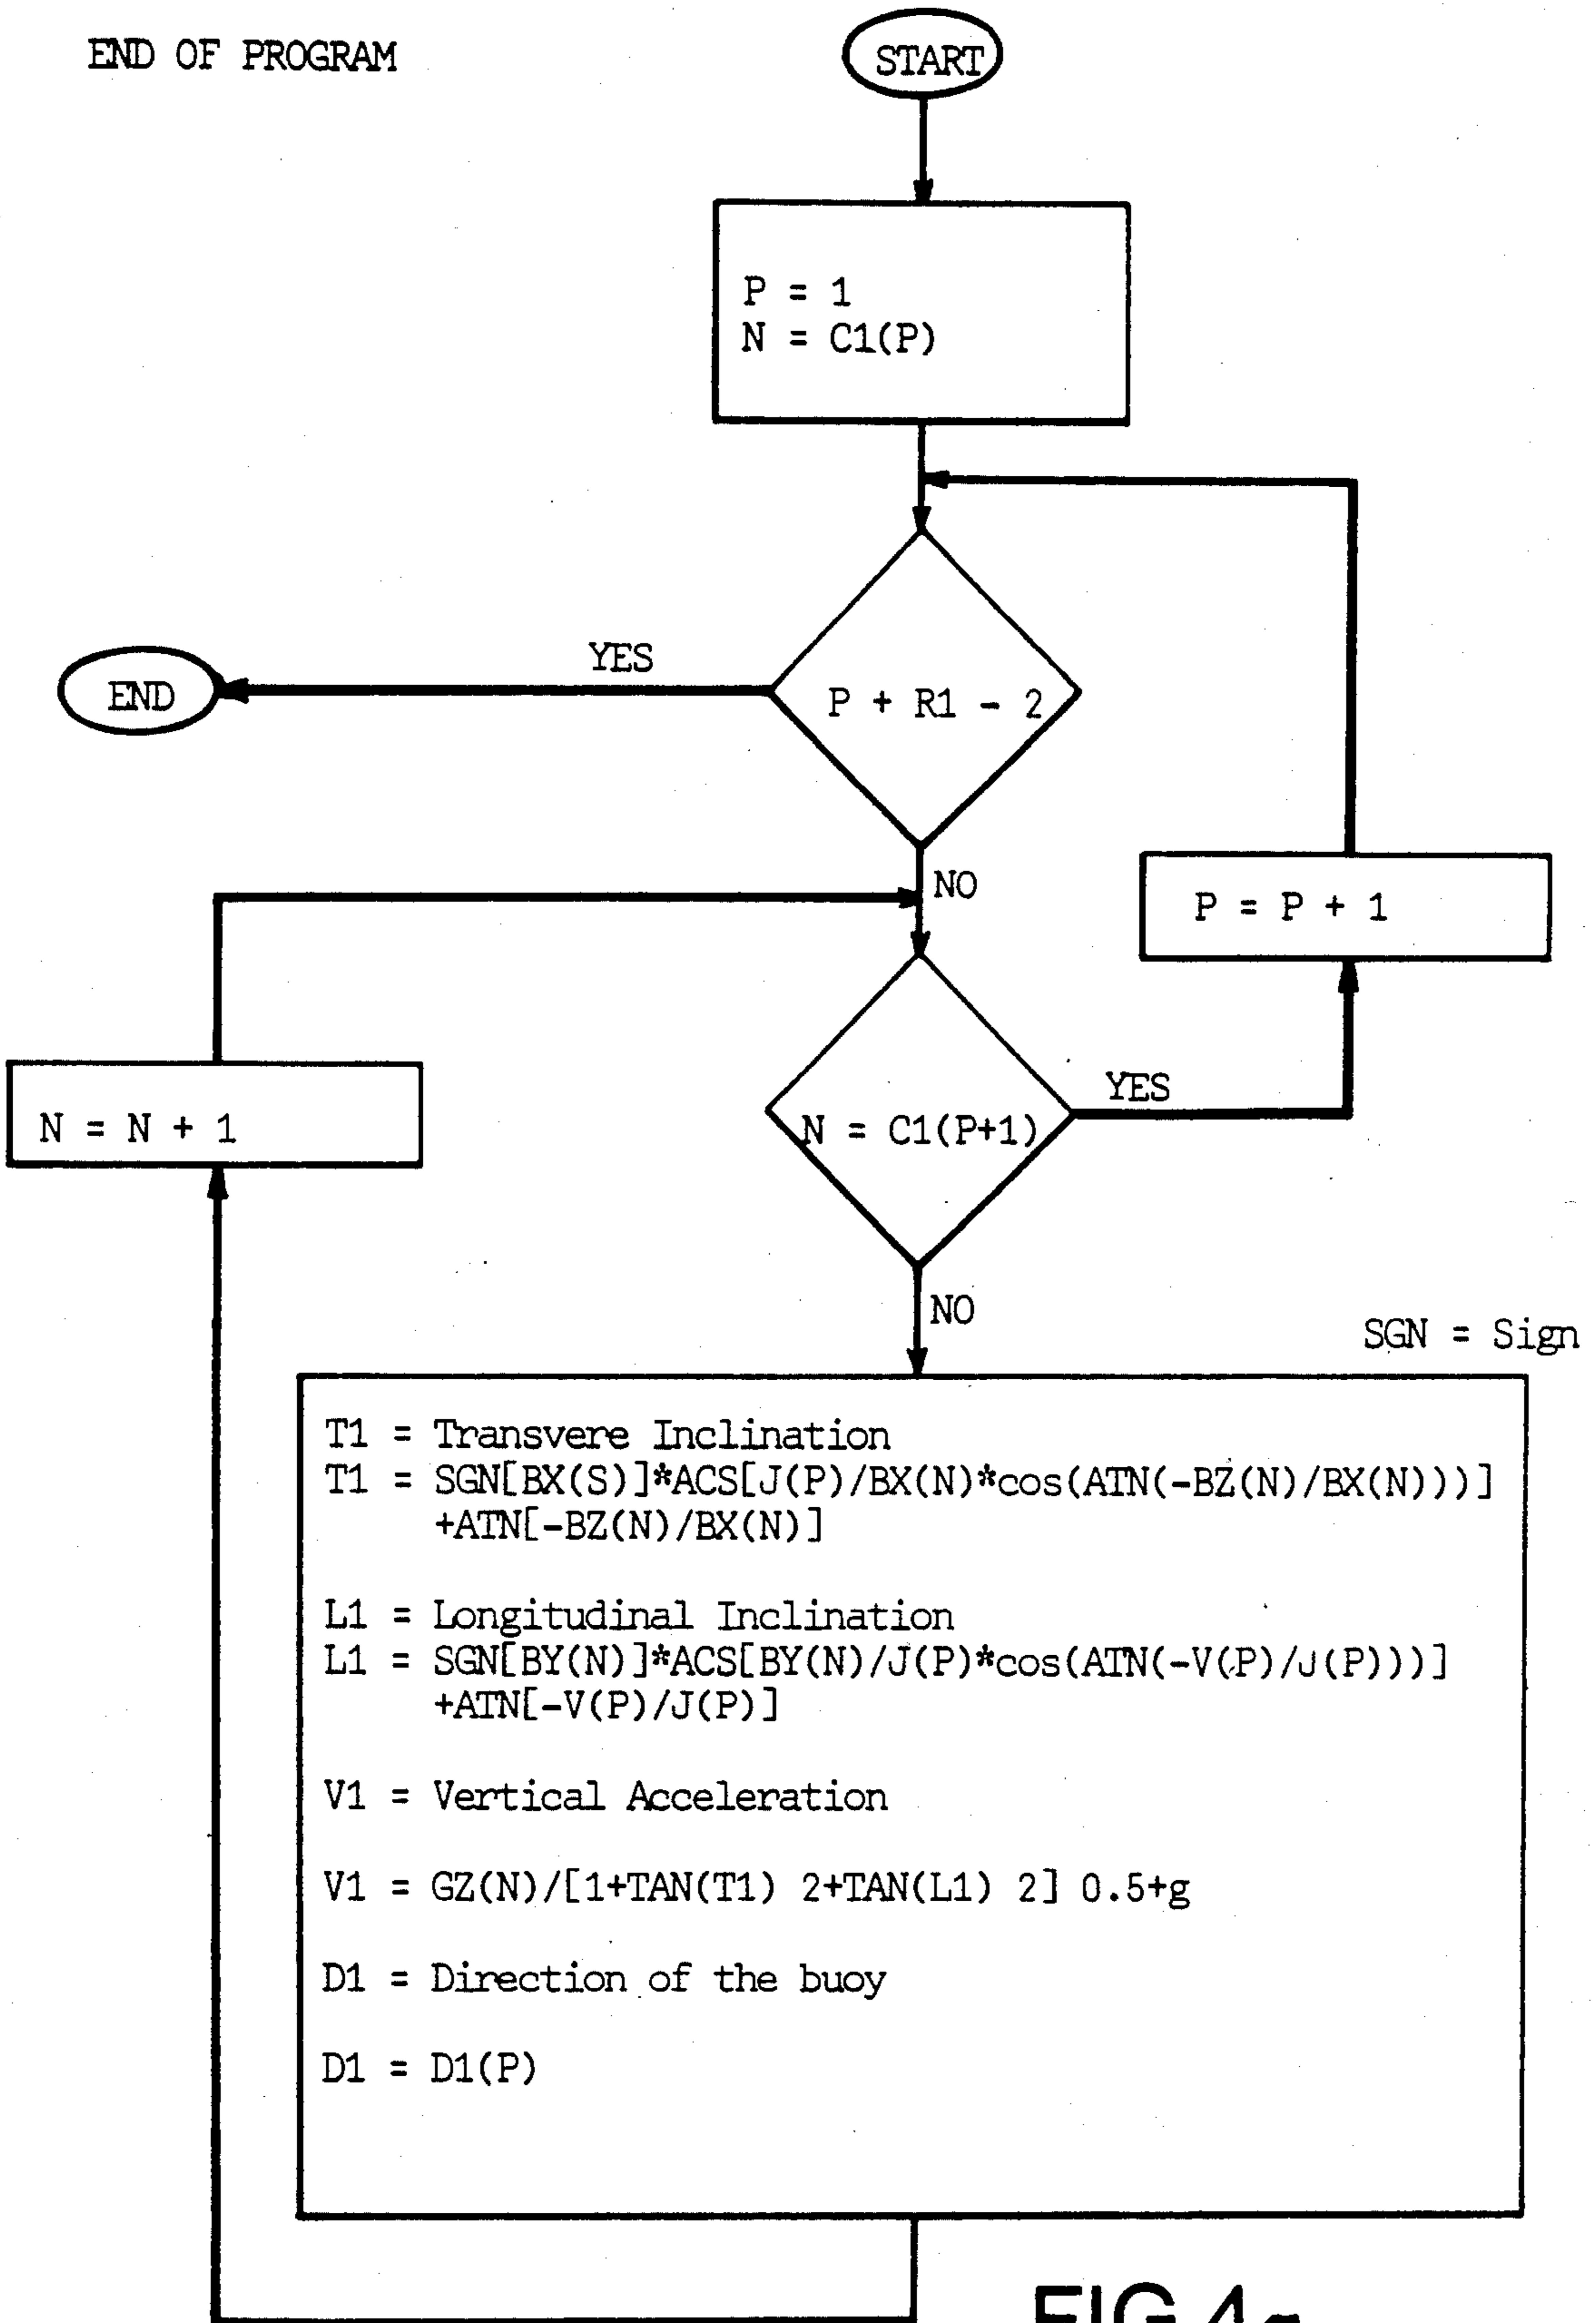 END OF PROGRAM
START
P = 1
N = C1(P)
YES
END
P + R1 - 2
NO
P = P + 1
N = N + 1
N = C1(P+1)
YES
NO
SGN = Sign
T1 = Transvere Inclination
T1 = SGN[BX(S)]*ACS[J(P)/BX(N)*cos(ATN(-BZ(N)/BX(N)))]
+ATN[-BZ(N)/BX(N)]
L1 = Longitudinal Inclination
L1 = SGN[BY(N)]*ACS[BY(N)/J(P)*cos(ATN(-V(P)/J(P)))]
+ATN[-V(P)/J(P)]
V1 = Vertical Acceleration
V1 = GZ(N)/[1+TAN(T1) 2+TAN(L1) 2] 0.5+g
D1 = Direction of the buoy
D1 = D1(P)